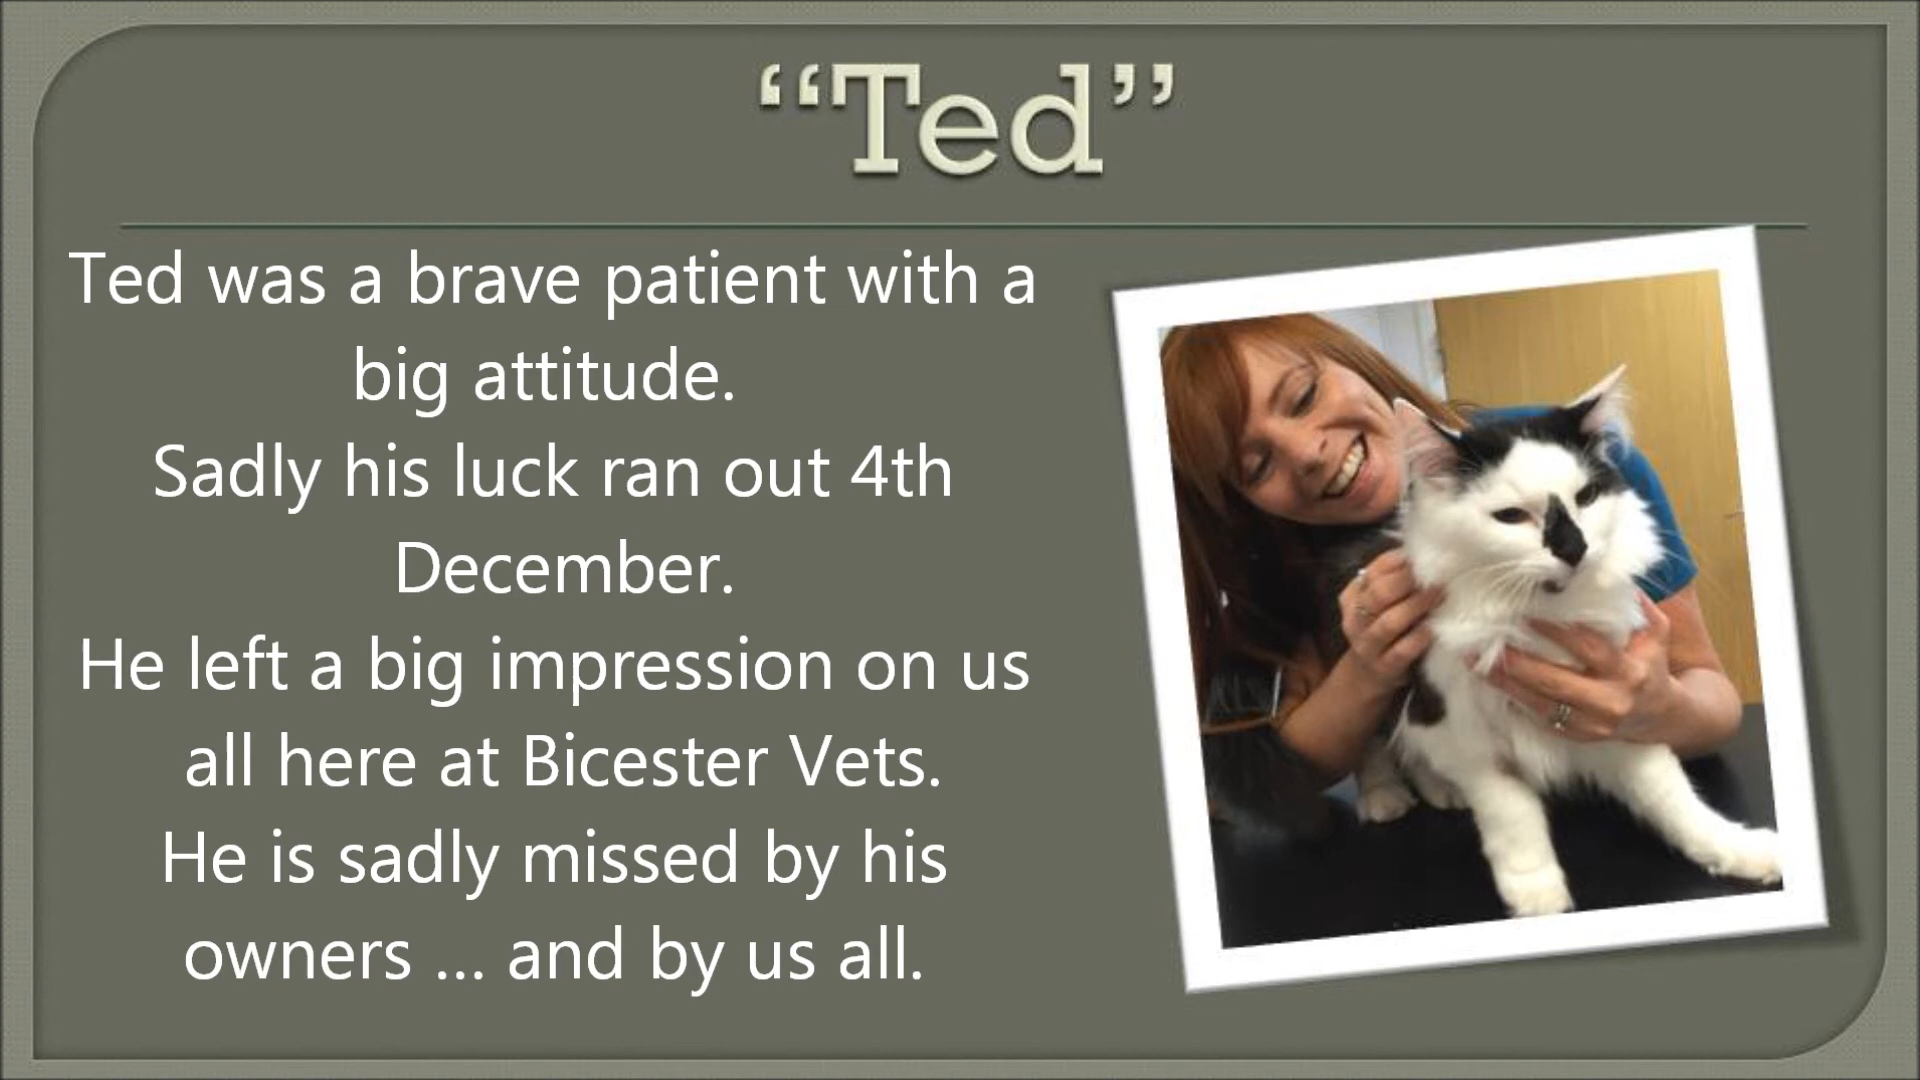 “Ted”
Ted was a brave patient with a
big attitude.
Sadly his luck ran out 4th
December.
He left a big impression on us
all here at Bicester Vets.
He is sadly missed by his
owners ... and by us all.